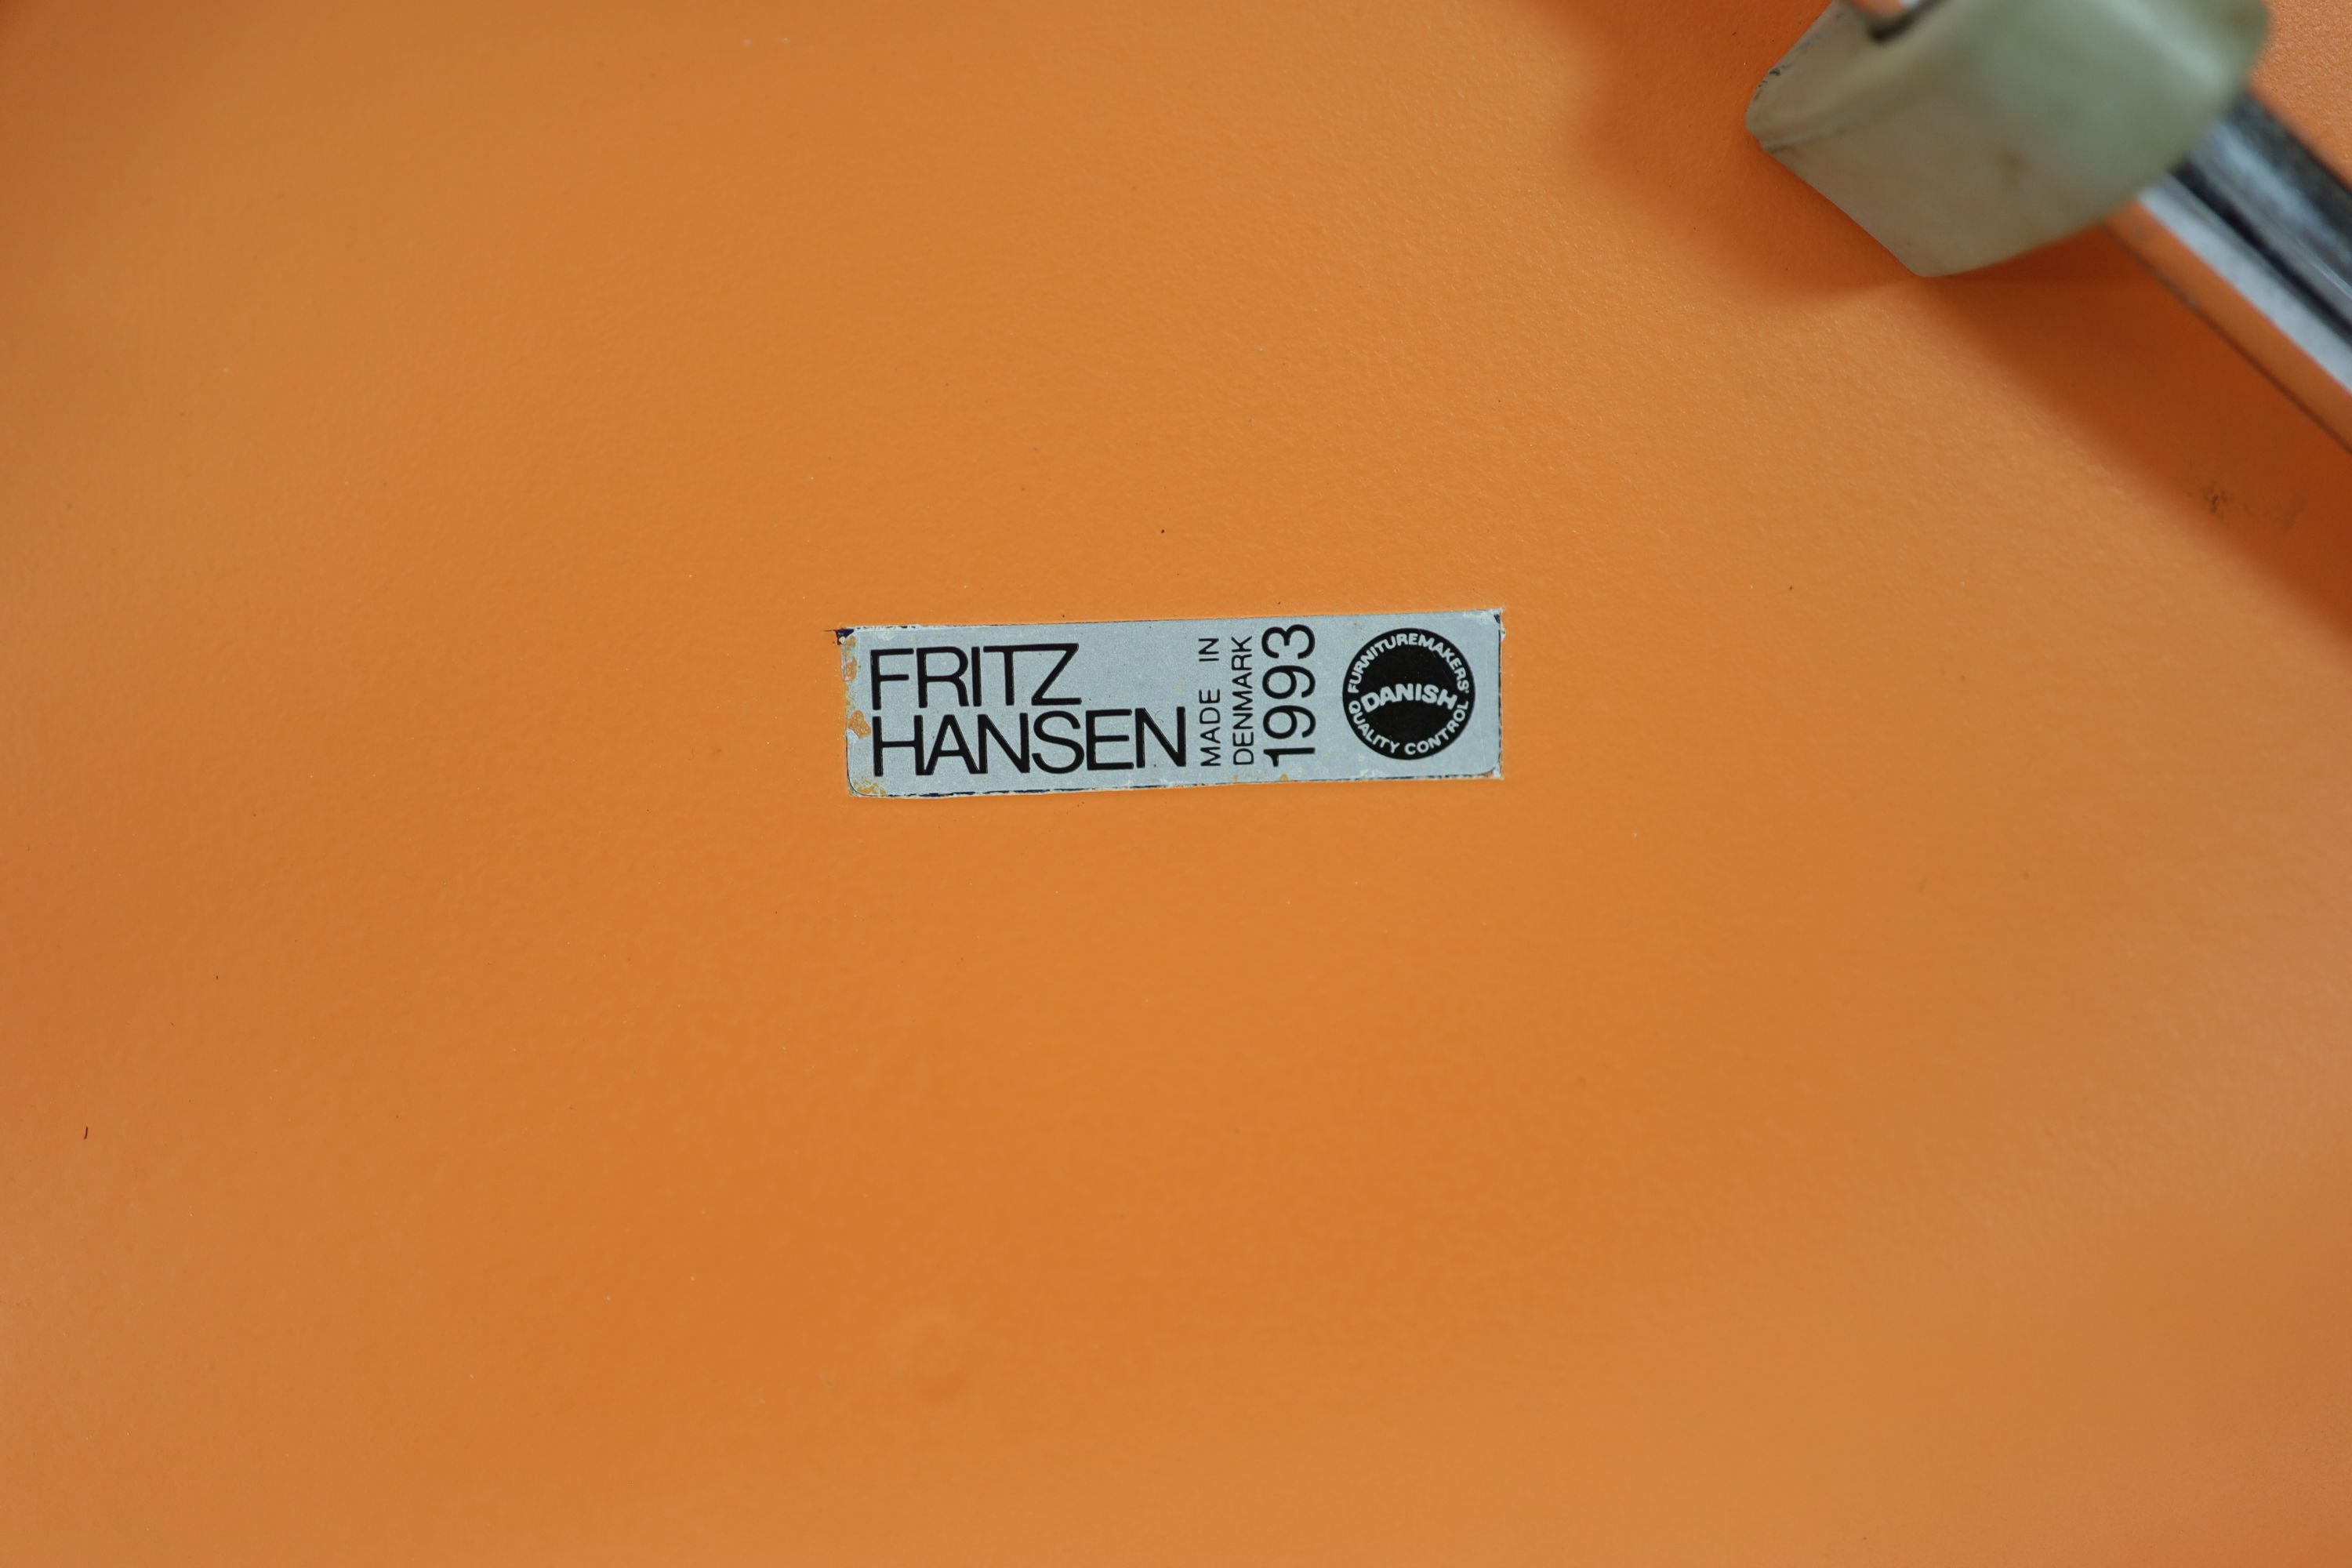 FRITZ
HANSEN
MADE IN
DENMARK
1993
FURNITUREMAKERS'
DANISH
QUALITY CONTROL